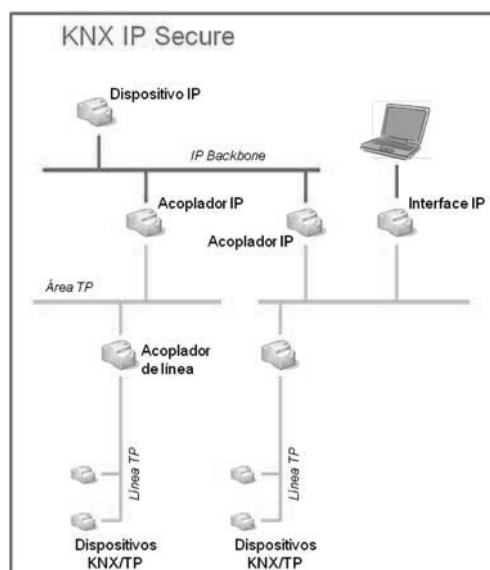 KNX IP Secure
Dispositivo IP
IP Backbone
Acoplador IP
Acoplador IP
Interface IP
Área TP
Acoplador
de línea
Línea TP
Línea TP
Dispositivos
KNX/TP
Dispositivos
KNX/TP